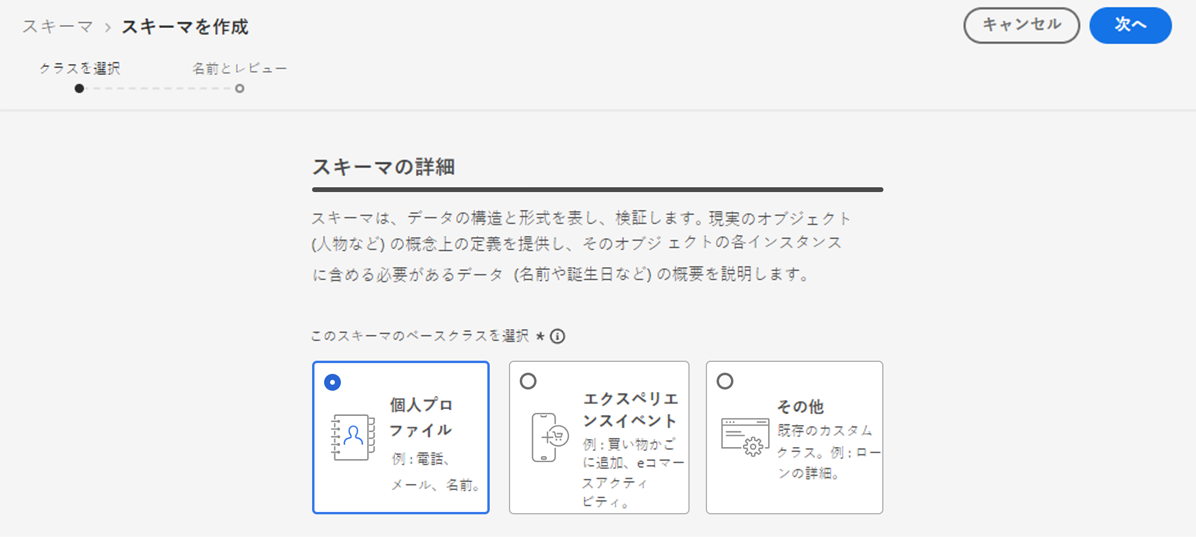 スキーマ › スキーマを作成
キャンセル
次へ
クラスを選択
名前とレビュー
スキーマの詳細
スキーマは、データの構造と形式を表し、検証します。現実のオブジェクト
(人物など) の概念上の定義を提供し、そのオブジ ェクトの各インスタンス
に含める必要があるデータ (名前や誕生日など) の概要を説明します。
このスキーマのベースクラスを選択 *
個人プロ
ファイル
例 : 電話、
メール、名前。
エクスペリエ
ンスイベント
例 : 買い物かご
に追加、eコマー
スアクティ
ビティ。
その他
既存のカスタム
クラス。例 : ロー
ンの詳細。